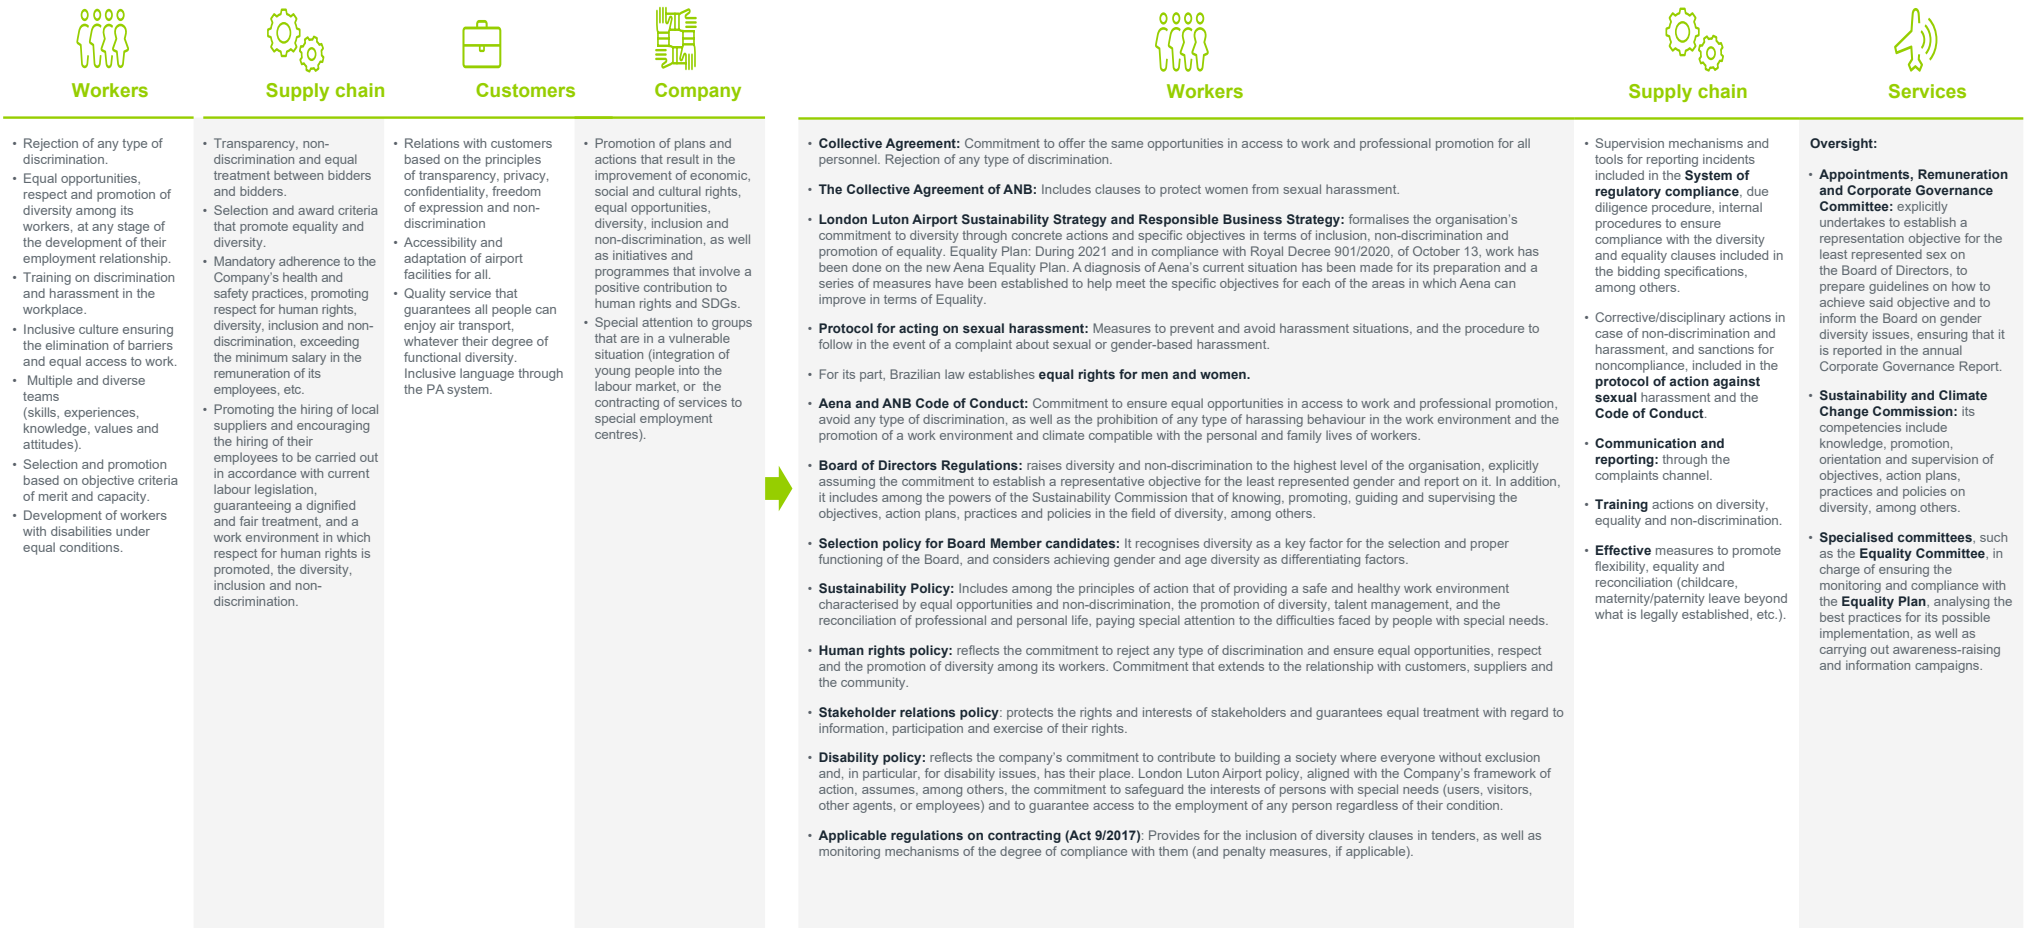 Workers
• Rejection of any type of
discrimination.
• Equal opportunities,
respect and promotion of
diversity among its
workers, at any stage of
the development of their
employment relationship.
• Training on discrimination
and harassment in the
workplace.
• Inclusive culture ensuring
the elimination of barriers
and equal access to work.
• Multiple and diverse
teams
(skills, experiences,
knowledge, values and
attitudes).
• Selection and promotion
based on objective criteria
of merit and capacity.
• Development of workers
with disabilities under
equal conditions.
Supply chain
• Transparency, non-
discrimination and equal
treatment between bidders
and bidders.
• Selection and award criteria
that promote equality and
diversity.
• Mandatory adherence to the
Company's health and
safety practices, promoting
respect for human rights,
diversity, inclusion and non-
discrimination, exceeding
the minimum salary in the
remuneration of its
employees, etc.
• Promoting the hiring of local
suppliers and encouraging
the hiring of their
employees to be carried out
in accordance with current
labour legislation,
guaranteeing a dignified
and fair treatment, and a
work environment in which
respect for human rights is
promoted, the diversity,
inclusion and non-
discrimination.
Customers
• Relations with customers
based on the principles
of transparency, privacy,
confidentiality, freedom
of expression and non-
discrimination
• Accessibility and
adaptation of airport
facilities for all.
• Quality service that
guarantees all people can
enjoy air transport,
whatever their degree of
functional diversity.
Inclusive language through
the PA system.
Company
• Promotion of plans and
actions that result in the
improvement of economic,
social and cultural rights,
equal opportunities,
diversity, inclusion and
non-discrimination, as well
as initiatives and
programmes that involve a
positive contribution to
human rights and SDGs.
• Special attention to groups
that are in a vulnerable
situation (integration of
young people into the
labour market, or the
contracting of services to
special employment
centres).
Workers
• Collective Agreement: Commitment to offer the same opportunities in access to work and professional promotion for all
personnel. Rejection of any type of discrimination.
• The Collective Agreement of ANB: Includes clauses to protect women from sexual harassment.
• London Luton Airport Sustainability Strategy and Responsible Business Strategy: formalises the organisation's
commitment to diversity through concrete actions and specific objectives in terms of inclusion, non-discrimination and
promotion of equality. Equality Plan: During 2021 and in compliance with Royal Decree 901/2020, of October 13, work has
been done on the new Aena Equality Plan. A diagnosis of Aena's current situation has been made for its preparation and a
series of measures have been established to help meet the specific objectives for each of the areas in which Aena can
improve in terms of Equality.
• Protocol for acting on sexual harassment: Measures to prevent and avoid harassment situations, and the procedure to
follow in the event of a complaint about sexual or gender-based harassment.
• For its part, Brazilian law establishes equal rights for men and women.
• Aena and ANB Code of Conduct: Commitment to ensure equal opportunities in access to work and professional promotion,
avoid any type of discrimination, as well as the prohibition of any type of harassing behaviour in the work environment and the
promotion of a work environment and climate compatible with the personal and family lives of workers.
• Board of Directors Regulations: raises diversity and non-discrimination to the highest level of the organisation, explicitly
assuming the commitment to establish a representative objective for the least represented gender and report on it. In addition,
it includes among the powers of the Sustainability Commission that of knowing, promoting, guiding and supervising the
objectives, action plans, practices and policies in the field of diversity, among others.
• Selection policy for Board Member candidates: It recognises diversity as a key factor for the selection and proper
functioning of the Board, and considers achieving gender and age diversity as differentiating factors.
• Sustainability Policy: Includes among the principles of action that of providing a safe and healthy work environment
characterised by equal opportunities and non-discrimination, the promotion of diversity, talent management, and the
reconciliation of professional and personal life, paying special attention to the difficulties faced by people with special needs.
• Human rights policy: reflects the commitment to reject any type of discrimination and ensure equal opportunities, respect
and the promotion of diversity among its workers. Commitment that extends to the relationship with customers, suppliers and
the community.
• Stakeholder relations policy: protects the rights and interests of stakeholders and guarantees equal treatment with regard to
information, participation and exercise of their rights.
• Disability policy: reflects the company's commitment to contribute to building a society where everyone without exclusion
and, in particular, for disability issues, has their place. London Luton Airport policy, aligned with the Company's framework of
action, assumes, among others, the commitment to safeguard the interests of persons with special needs (users, visitors,
other agents, or employees) and to guarantee access to the employment of any person regardless of their condition.
• Applicable regulations on contracting (Act 9/2017): Provides for the inclusion of diversity clauses in tenders, as well as
monitoring mechanisms of the degree of compliance with them (and penalty measures, if applicable).
Supply chain
• Supervision mechanisms and
tools for reporting incidents
included in the System of
regulatory compliance, due
diligence procedure, internal
procedures to ensure
compliance with the diversity
and equality clauses included in
the bidding specifications,
among others.
• Corrective/disciplinary actions in
case of non-discrimination and
harassment, and sanctions for
noncompliance, included in the
protocol of action against
sexual harassment and the
Code of Conduct.
• Communication and
reporting: through the
complaints channel.
• Training actions on diversity,
equality and non-discrimination.
• Effective measures to promote
flexibility, equality and
reconciliation (childcare,
maternity/paternity leave beyond
what is legally established, etc.).
Services
Oversight:
• Appointments, Remuneration
and Corporate Governance
Committee: explicitly
undertakes to establish a
representation objective for the
least represented sex on
the Board of Directors, to
prepare guidelines on how to
achieve said objective and to
inform the Board on gender
diversity issues, ensuring that it
is reported in the annual
Corporate Governance Report.
• Sustainability and Climate
Change Commission: its
competencies include
knowledge, promotion,
orientation and supervision of
objectives, action plans,
practices and policies on
diversity, among others.
• Specialised committees, such
as the Equality Committee, in
charge of ensuring the
monitoring and compliance with
the Equality Plan, analysing the
best practices for its possible
implementation, as well as
carrying out awareness-raising
and information campaigns.